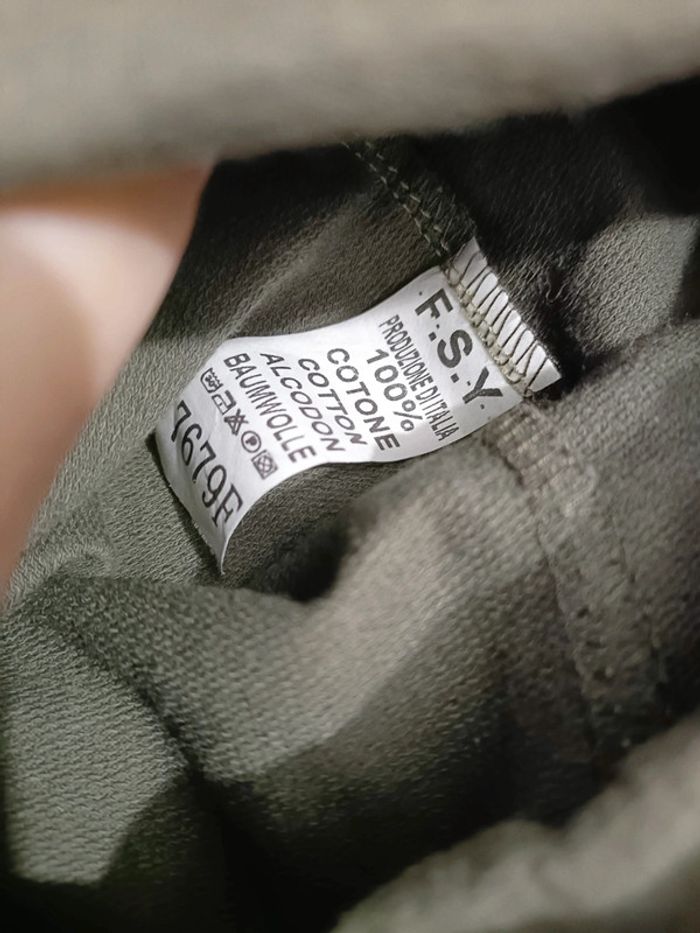 F.S.Y.
PRODUZIONE DI ITALIA
100%
COTONE
COTTON
ALCODON
BAUMWOLLE
7679F